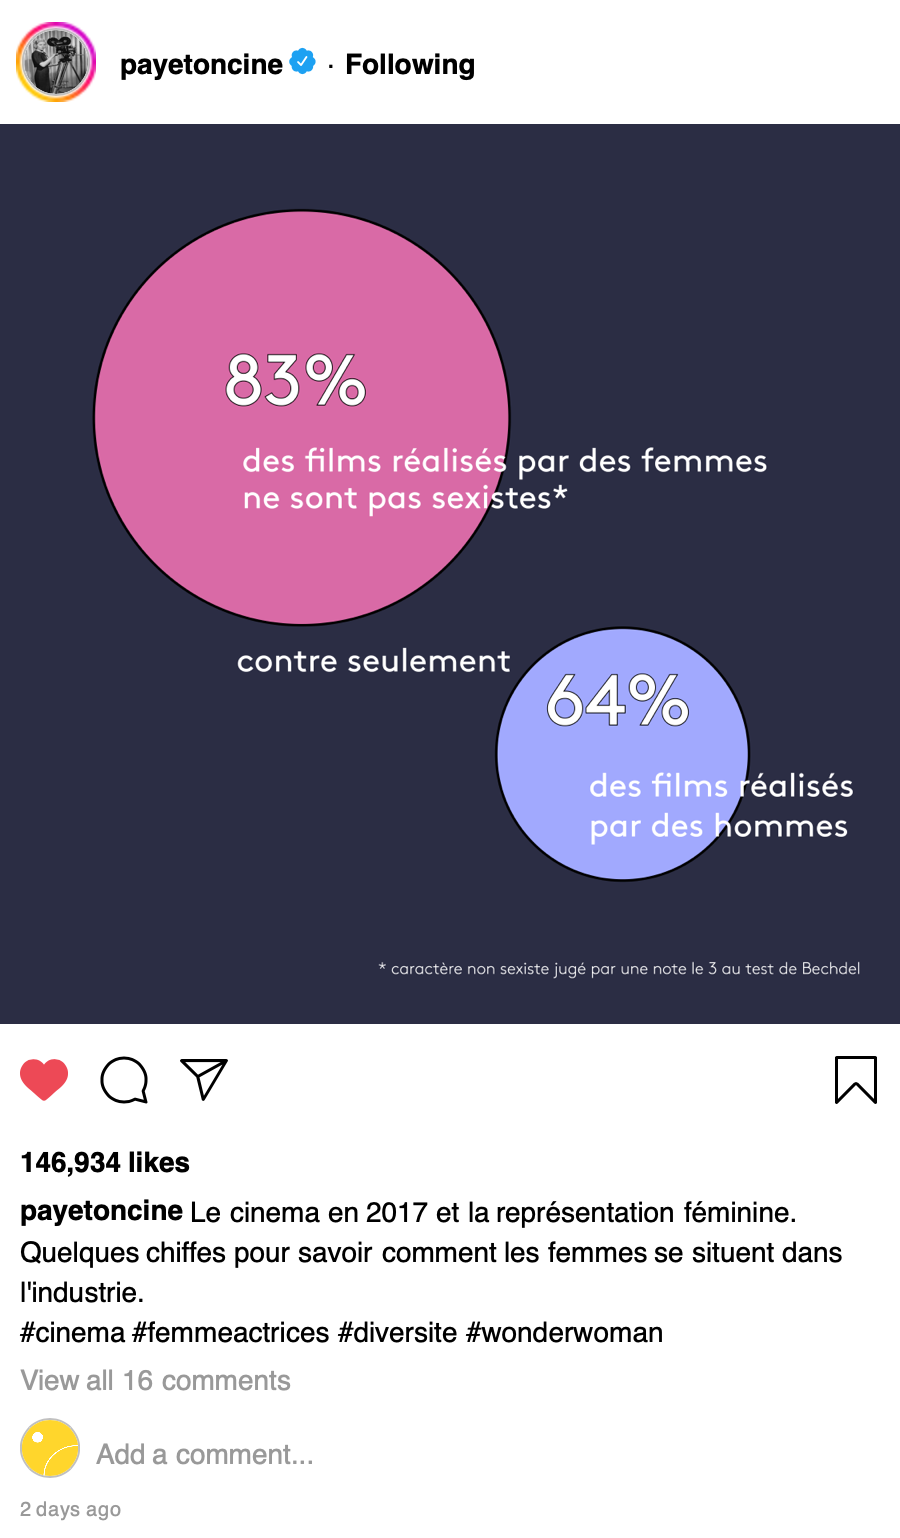 payetoncine · Following
83%
des films réalisés par des femmes
ne sont pas sexistes*
contre seulement
64%
des films réalisés
par des hommes
* caractère non sexiste jugé par une note le 3 au test de Bechdel
146,934 likes
payetoncine Le cinema en 2017 et la représentation féminine.
Quelques chiffes pour savoir comment les femmes se situent dans
l'industrie.
#cinema #femmeactrices #diversite #wonderwoman
View all 16 comments
Add a comment...
2 days ago